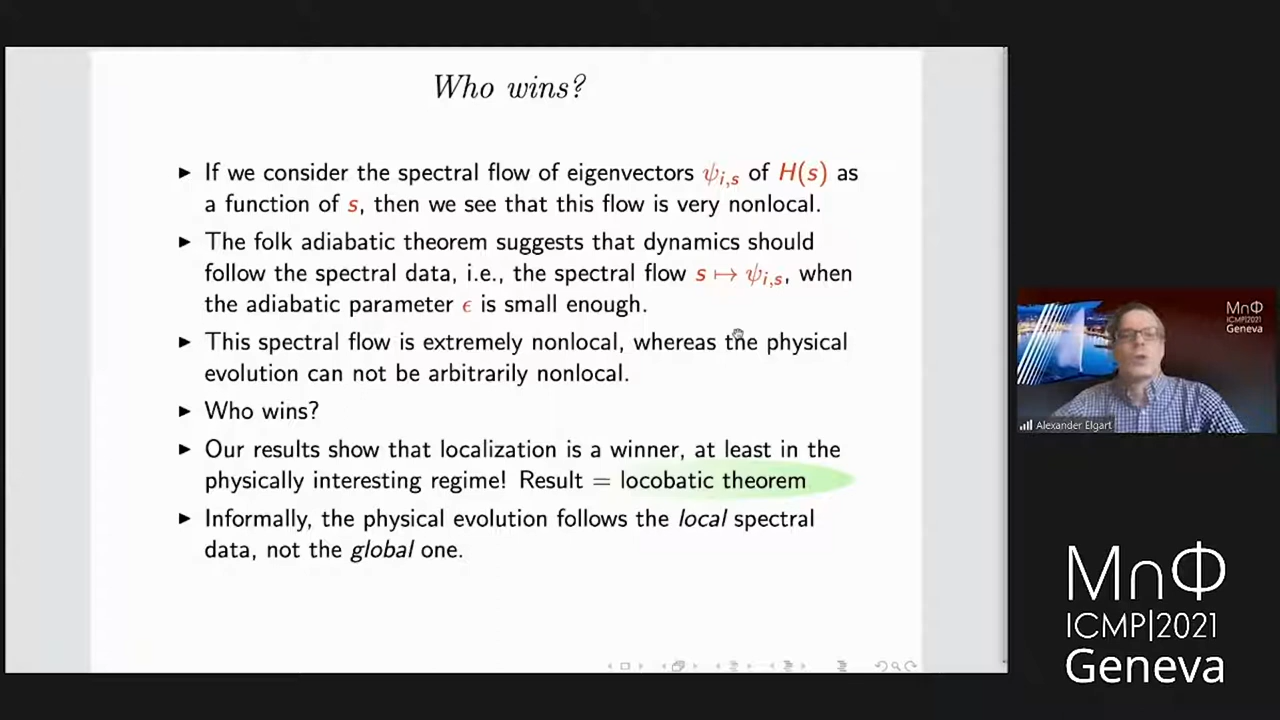 Who wins?
► If we consider the spectral flow of eigenvectors ψi,s of H(s) as
a function of s, then we see that this flow is very nonlocal.
► The folk adiabatic theorem suggests that dynamics should
follow the spectral data, i.e., the spectral flow s ↦ ψi,s, when
the adiabatic parameter ϵ is small enough.
► This spectral flow is extremely nonlocal, whereas the physical
evolution can not be arbitrarily nonlocal.
► Who wins?
► Our results show that localization is a winner, at least in the
physically interesting regime! Result = locobatic theorem
► Informally, the physical evolution follows the local spectral
data, not the global one.
MnΦ
ICMP|2021
Geneva
Alexander Elgart
M∩Φ
ICMP|2021
Geneva